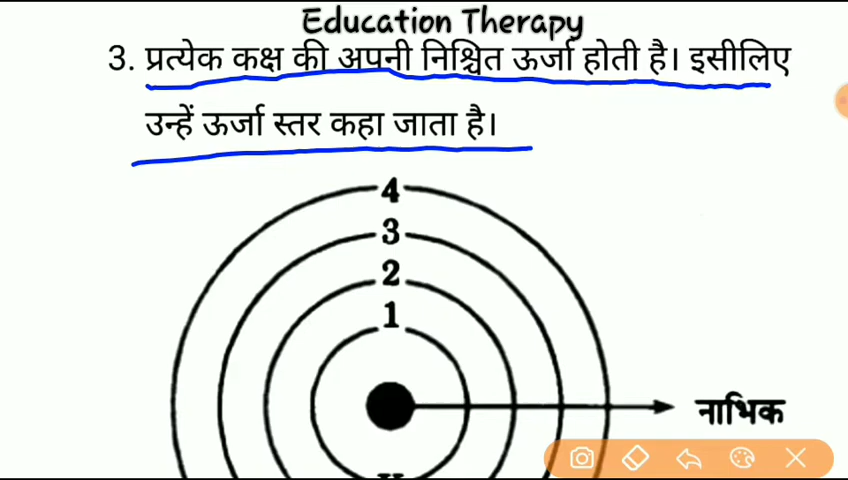 Education Therapy
3. प्रत्येक कक्ष की अपनी निश्चित ऊर्जा होती है। इसीलिए
उन्हें ऊर्जा स्तर कहा जाता है।
4
3
2
1
नाभिक